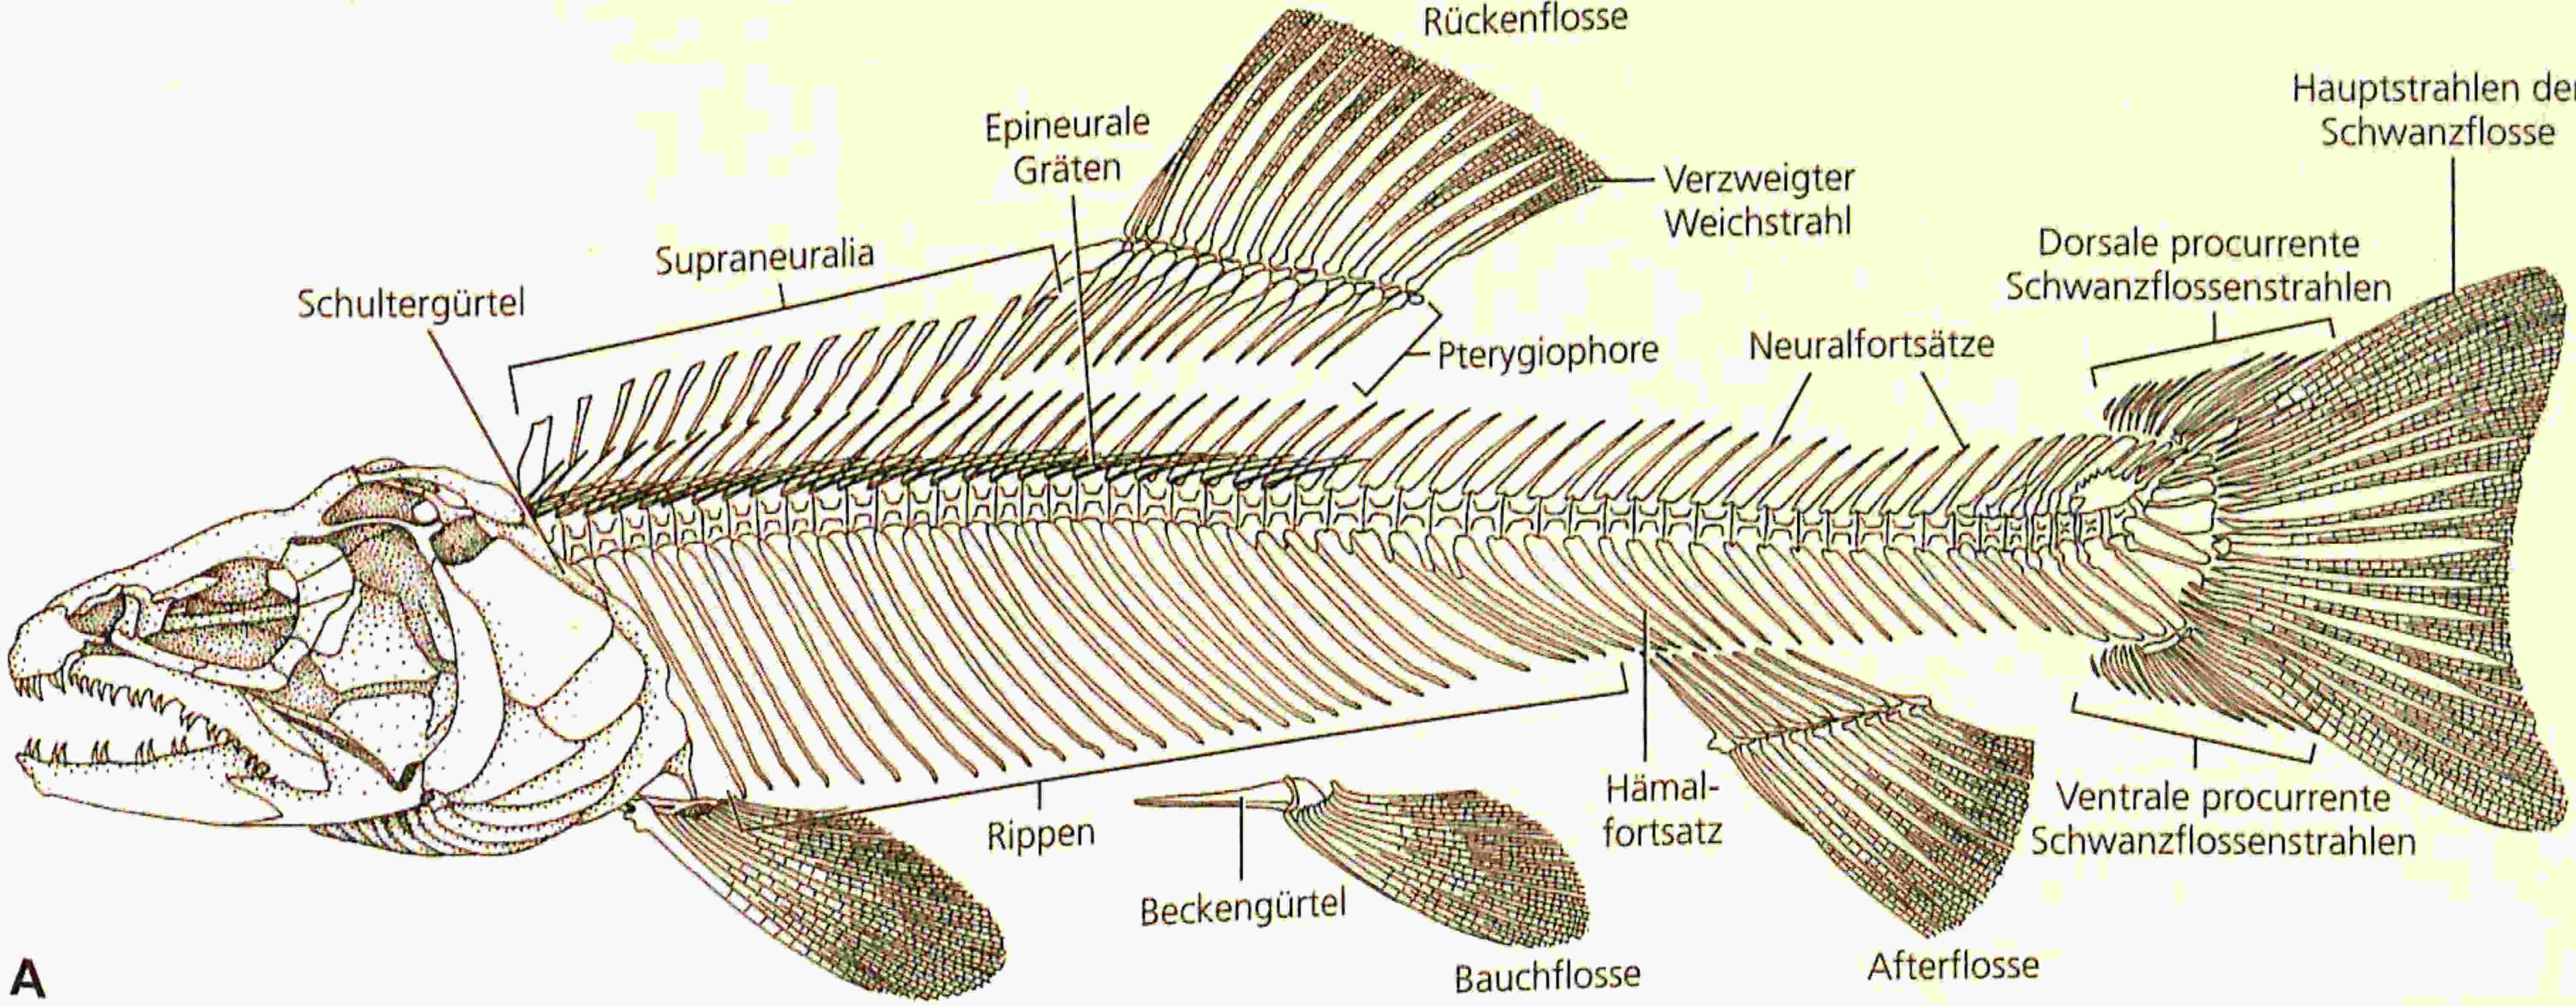 Rückenflosse
Hauptstrahlen der
Schwanzflosse
Epineurale
Gräten
Verzweigter
Weichstrahl
Supraneuralia
Dorsale procurrente
Schwanzflossenstrahlen
Schultergürtel
Pterygiophore
Neuralfortsätze
Rippen
Hämal-
fortsatz
Ventrale procurrente
Schwanzflossenstrahlen
Beckengürtel
Bauchflosse
Afterflosse
A